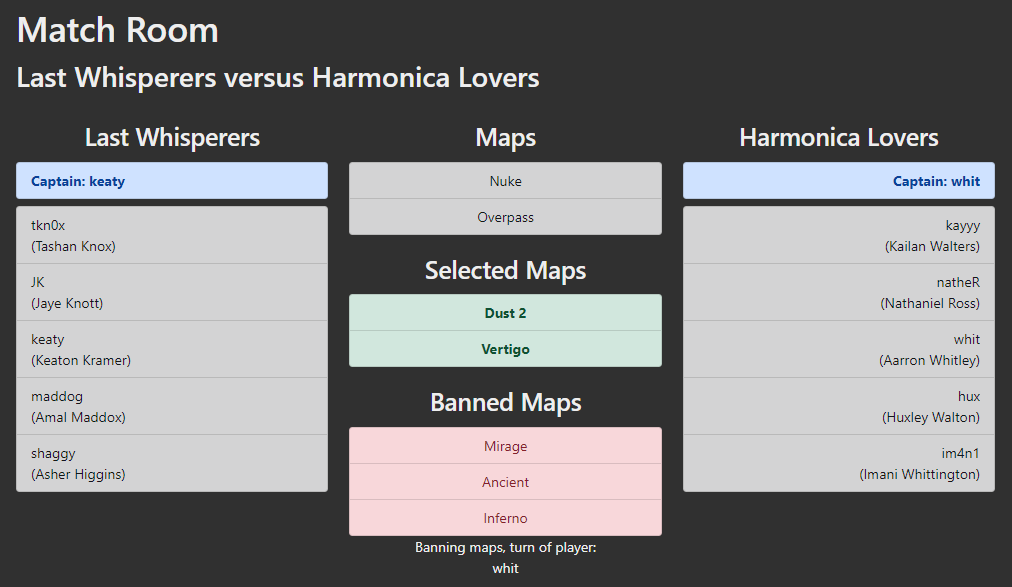 Match Room
Last Whisperers versus Harmonica Lovers
Last Whisperers
Captain: keaty
tkn0x
(Tashan Knox)
JK
(Jaye Knott)
keaty
(Keaton Kramer)
maddog
(Amal Maddox)
shaggy
(Asher Higgins)
Maps
Nuke
Overpass
Selected Maps
Dust 2
Vertigo
Banned Maps
Mirage
Ancient
Inferno
Banning maps, turn of player:
whit
Harmonica Lovers
Captain: whit
kayyy
(Kailan Walters)
natheR
(Nathaniel Ross)
whit
(Aarron Whitley)
hux
(Huxley Walton)
im4n1
(Imani Whittington)